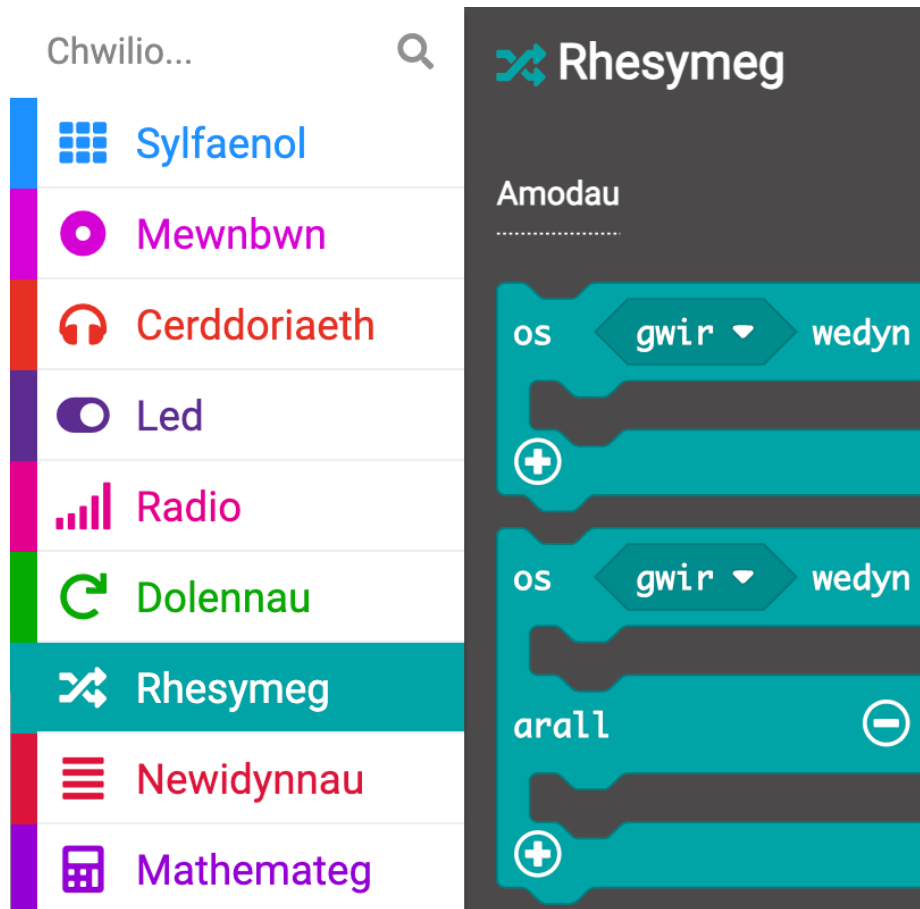 Chwilio...
Sylfaenol
Mewnbwn
Cerddoriaeth
Led
Radio
Dolennau
Rhesymeg
Newidynnau
Mathemateg
Rhesymeg
Amodau
os gwir wedyn
os gwir wedyn
arall